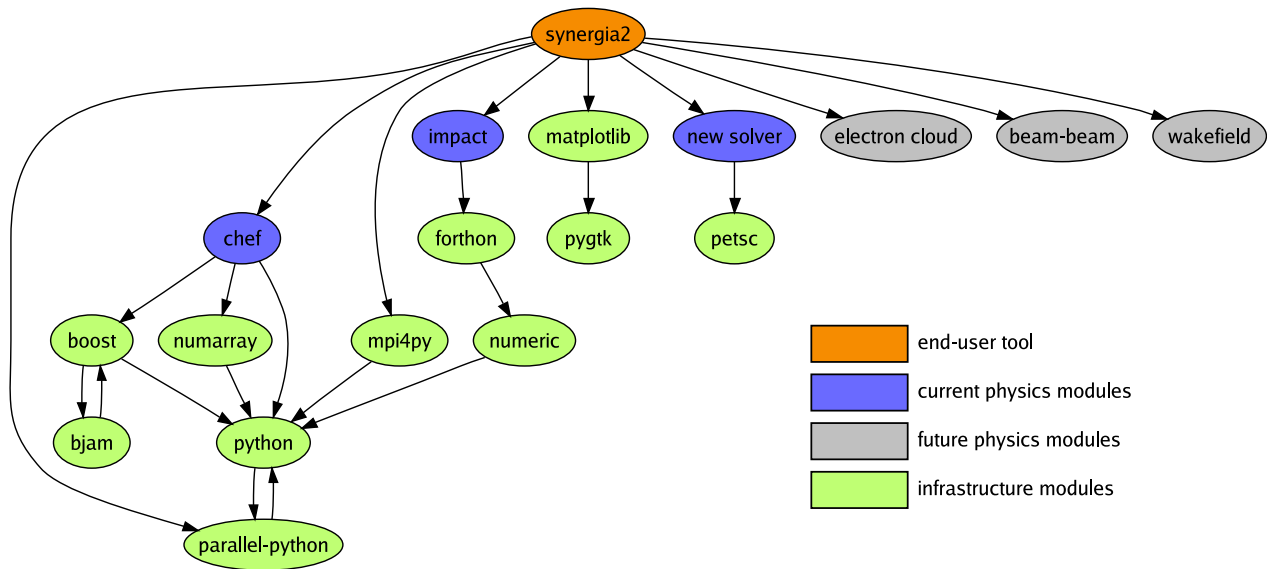 synergia2
impact
matplotlib
new solver
electron cloud
beam-beam
wakefield
chef
forthon
pygtk
petsc
boost
numarray
mpi4py
numeric
end-user tool
current physics modules
bjam
python
future physics modules
infrastructure modules
parallel-python